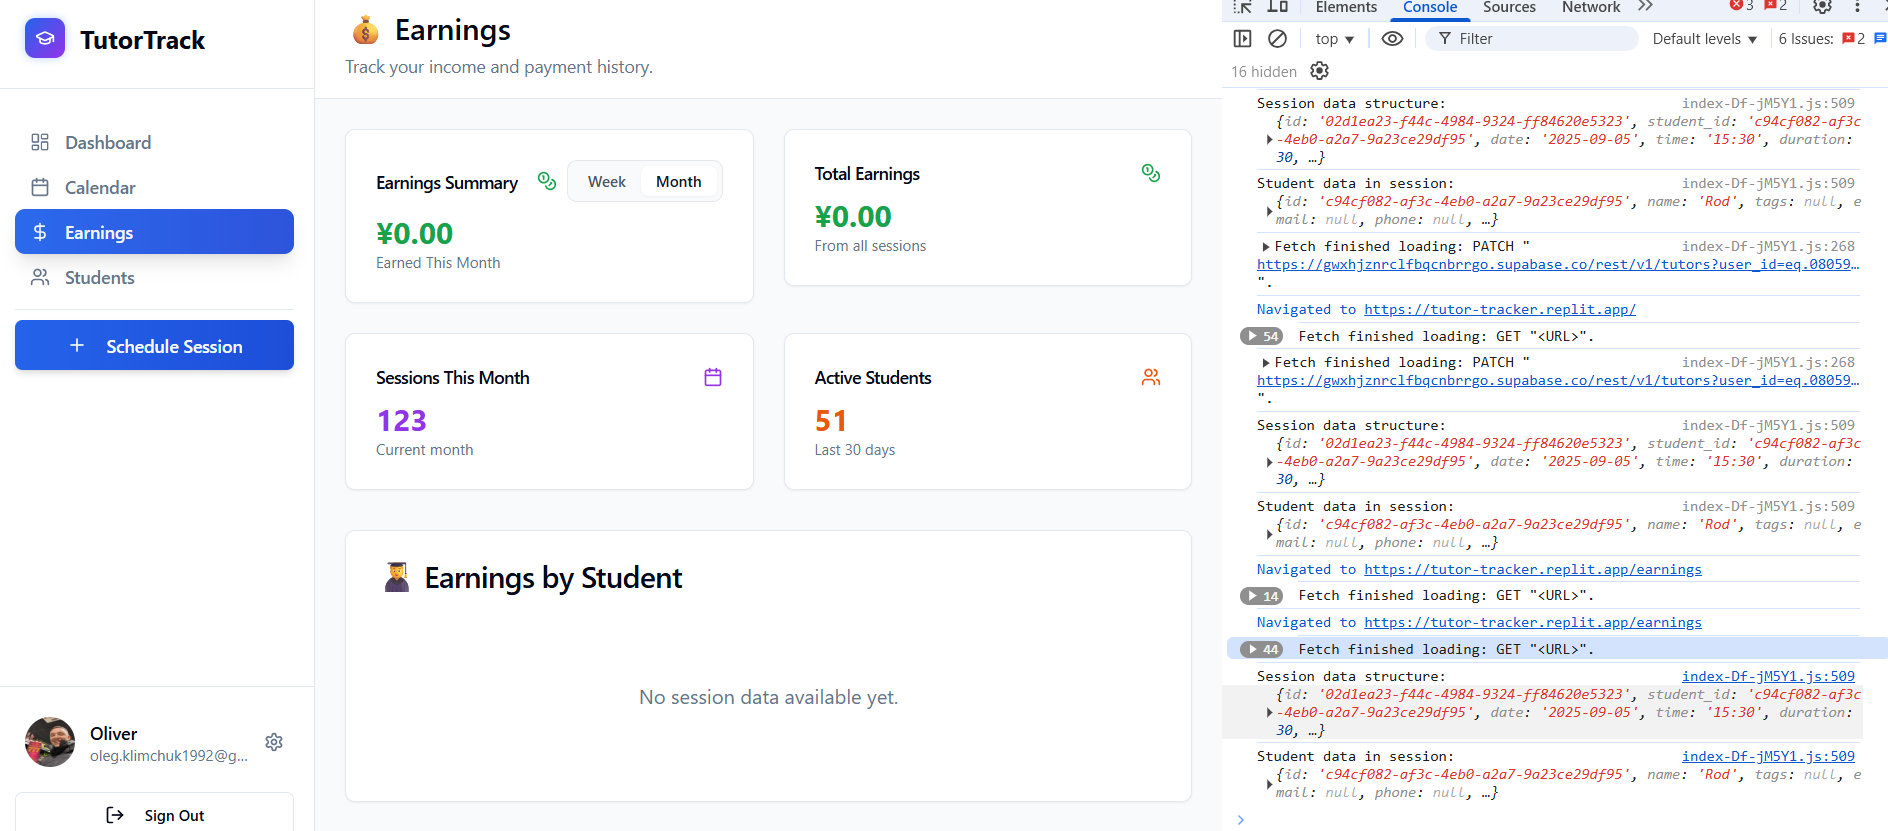 TutorTrack
Dashboard
Calendar
Earnings
Students
+ Schedule Session
Oliver
oleg.klimchuk1992@g...
Sign Out
Earnings
Track your income and payment history.
Earnings Summary
Week
Month
¥0.00
Earned This Month
Total Earnings
¥0.00
From all sessions
Sessions This Month
123
Current month
Active Students
51
Last 30 days
Earnings by Student
No session data available yet.
Elements Console Sources Network 3 2
top Filter Default levels 6 Issues: 2
16 hidden
Session data structure: index-Df-jM5Y1.js:509
{id: '02d1ea23-f44c-4984-9324-ff84620e5323', student_id: 'c94cf082-af3c
-4eb0-a2a7-9a23ce29df95', date: '2025-09-05', time: '15:30', duration:
30, …}
Student data in session: index-Df-jM5Y1.js:509
{id: 'c94cf082-af3c-4eb0-a2a7-9a23ce29df95', name: 'Rod', tags: null, e
mail: null, phone: null, …}
Fetch finished loading: PATCH " index-Df-jM5Y1.js:268
https://gwxhjznrclfbqcnbrrgo.supabase.co/rest/v1/tutors?user_id=eq.08059…
".
Navigated to https://tutor-tracker.replit.app/
54 Fetch finished loading: GET "<URL>".
Fetch finished loading: PATCH " index-Df-jM5Y1.js:268
https://gwxhjznrclfbqcnbrrgo.supabase.co/rest/v1/tutors?user_id=eq.08059…
".
Session data structure: index-Df-jM5Y1.js:509
{id: '02d1ea23-f44c-4984-9324-ff84620e5323', student_id: 'c94cf082-af3c
-4eb0-a2a7-9a23ce29df95', date: '2025-09-05', time: '15:30', duration:
30, …}
Student data in session: index-Df-jM5Y1.js:509
{id: 'c94cf082-af3c-4eb0-a2a7-9a23ce29df95', name: 'Rod', tags: null, e
mail: null, phone: null, …}
Navigated to https://tutor-tracker.replit.app/earnings
14 Fetch finished loading: GET "<URL>".
Navigated to https://tutor-tracker.replit.app/earnings
44 Fetch finished loading: GET "<URL>".
Session data structure: index-Df-jM5Y1.js:509
{id: '02d1ea23-f44c-4984-9324-ff84620e5323', student_id: 'c94cf082-af3c
-4eb0-a2a7-9a23ce29df95', date: '2025-09-05', time: '15:30', duration:
30, …}
Student data in session: index-Df-jM5Y1.js:509
{id: 'c94cf082-af3c-4eb0-a2a7-9a23ce29df95', name: 'Rod', tags: null, e
mail: null, phone: null, …}